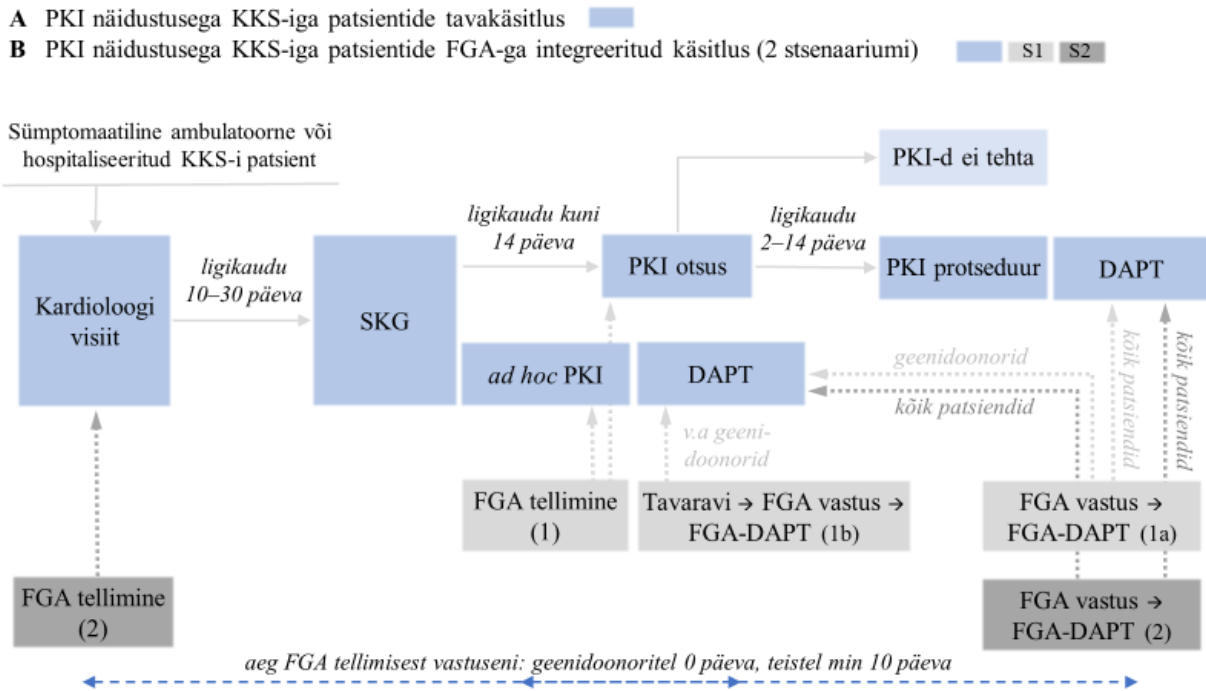 A PKI näidustusega KKS-iga patsientide tavakäsitlus
B PKI näidustusega KKS-iga patsientide FGA-ga integreeritud käsitlus (2 stsenaariumi)
S1
S2
Sümptomaatiline ambulatoorne või
hospitaliseeritud KKS-i patsient
PKI-d ei tehta
ligikaudu kuni
14 päeva
ligikaudu
2–14 päeva
ligikaudu
10–30 päeva
Kardioloogi
visiit
SKG
PKI otsus
PKI protseduur
DAPT
ad hoc PKI
DAPT
geenidoonorid
kõik patsiendid
kõik patsiendid
kõik patsiendid
v.a geeni-
doonorid
FGA tellimine
(1)
Tavaravi → FGA vastus →
FGA-DAPT (1b)
FGA vastus →
FGA-DAPT (1a)
FGA tellimine
(2)
FGA vastus →
FGA-DAPT (2)
aeg FGA tellimisest vastuseni: geenidoonoritel 0 päeva, teistel min 10 päeva